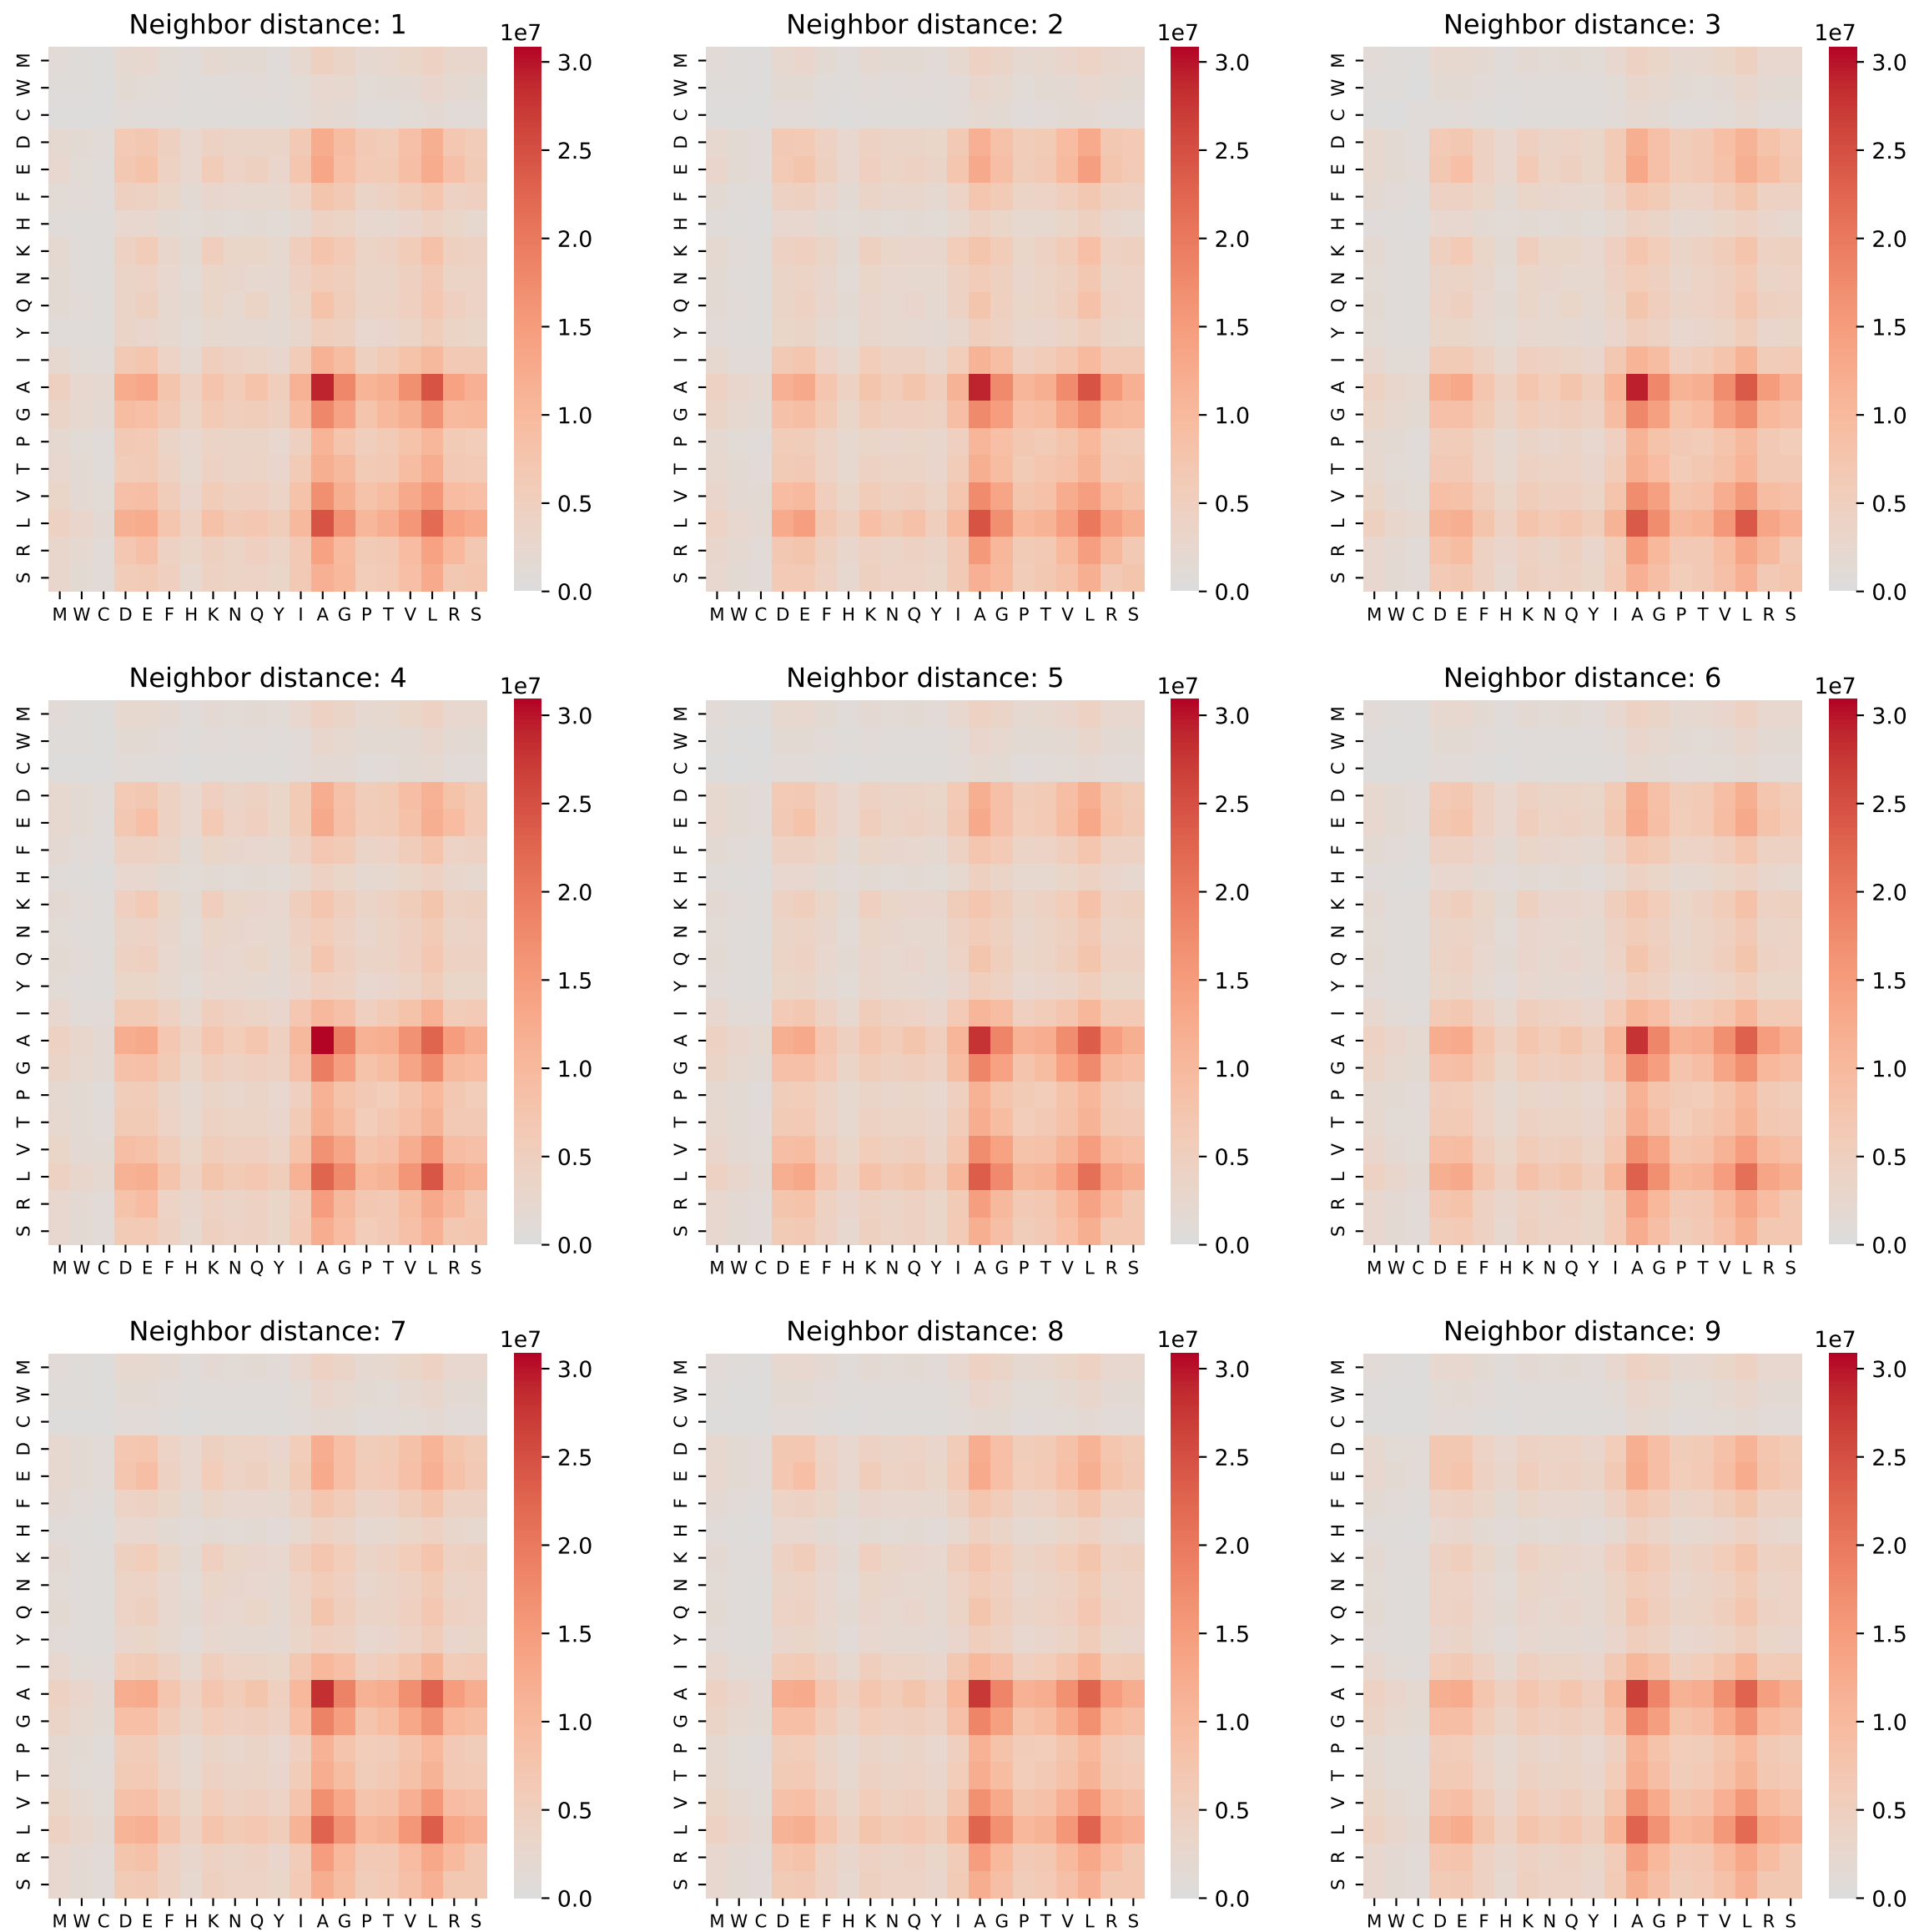 Neighbor distance: 1
1e7
M
W
C
D
E
F
H
K
N
Q
Y
I
A
G
P
T
V
L
R
S
M W C D E F H K N Q Y I A G P T V L R S
3.0
2.5
2.0
1.5
1.0
0.5
0.0
Neighbor distance: 2
1e7
M
W
C
D
E
F
H
K
N
Q
Y
I
A
G
P
T
V
L
R
S
M W C D E F H K N Q Y I A G P T V L R S
3.0
2.5
2.0
1.5
1.0
0.5
0.0
Neighbor distance: 3
1e7
M
W
C
D
E
F
H
K
N
Q
Y
I
A
G
P
T
V
L
R
S
M W C D E F H K N Q Y I A G P T V L R S
3.0
2.5
2.0
1.5
1.0
0.5
0.0
Neighbor distance: 4
1e7
M
W
C
D
E
F
H
K
N
Q
Y
I
A
G
P
T
V
L
R
S
M W C D E F H K N Q Y I A G P T V L R S
3.0
2.5
2.0
1.5
1.0
0.5
0.0
Neighbor distance: 5
1e7
M
W
C
D
E
F
H
K
N
Q
Y
I
A
G
P
T
V
L
R
S
M W C D E F H K N Q Y I A G P T V L R S
3.0
2.5
2.0
1.5
1.0
0.5
0.0
Neighbor distance: 6
1e7
M
W
C
D
E
F
H
K
N
Q
Y
I
A
G
P
T
V
L
R
S
M W C D E F H K N Q Y I A G P T V L R S
3.0
2.5
2.0
1.5
1.0
0.5
0.0
Neighbor distance: 7
1e7
M
W
C
D
E
F
H
K
N
Q
Y
I
A
G
P
T
V
L
R
S
M W C D E F H K N Q Y I A G P T V L R S
3.0
2.5
2.0
1.5
1.0
0.5
0.0
Neighbor distance: 8
1e7
M
W
C
D
E
F
H
K
N
Q
Y
I
A
G
P
T
V
L
R
S
M W C D E F H K N Q Y I A G P T V L R S
3.0
2.5
2.0
1.5
1.0
0.5
0.0
Neighbor distance: 9
1e7
M
W
C
D
E
F
H
K
N
Q
Y
I
A
G
P
T
V
L
R
S
M W C D E F H K N Q Y I A G P T V L R S
3.0
2.5
2.0
1.5
1.0
0.5
0.0